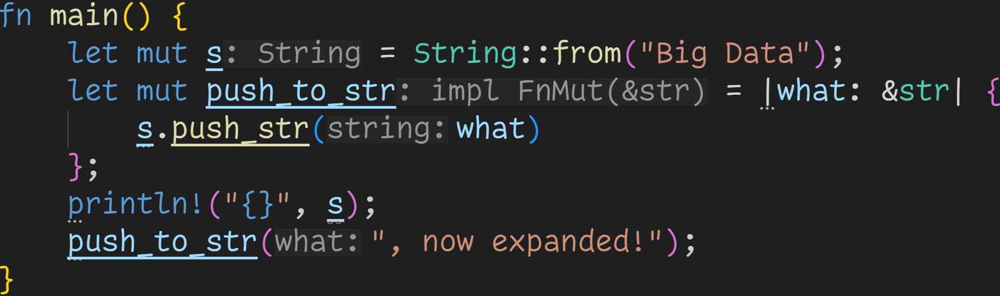 fn main() {
    let mut s: String = String::from("Big Data");
    let mut push_to_str: impl FnMut(&str) = |what: &str| {
        s.push_str(string: what)
    };
    println!("{}", s);
    push_to_str(what: ", now expanded!");
}